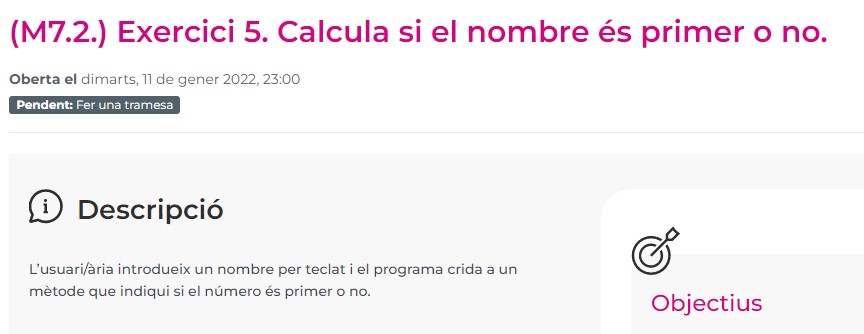 (M7.2.) Exercici 5. Calcula si el nombre és primer o no.
Oberta el dimarts, 11 de gener 2022, 23:00
Pendent: Fer una tramesa
Descripció
L'usuari/ària introdueix un nombre per teclat i el programa crida a un
mètode que indiqui si el número és primer o no.
Objectius